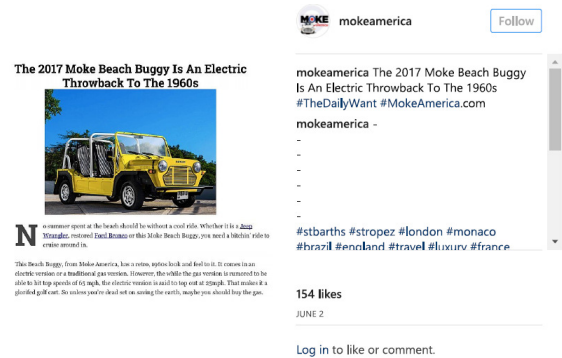 The 2017 Moke Beach Buggy Is An Electric
Throwback To The 1960s
No summer spent at the beach should be without a cool ride. Whether it is a Jeep
Wrangler, restored Ford Bronco or this Moke Beach Buggy, you need a bitchin' ride to
cruise around in.
This Beach Buggy, from Moke America, has a retro, 1960s look and feel to it. It comes in an
electric version or a traditional gas version. However, the while the gas version is rumored to be
able to hit top speeds of 65 mph, the electric version is said to top out at 25mph. That makes it a
glorifed golf cart. So unless you're dead set on saving the earth, maybe you should buy the gas.
MOKE
mokeamerica
Follow
mokeamerica The 2017 Moke Beach Buggy
Is An Electric Throwback To The 1960s
#TheDailyWant #MokeAmerica.com
mokeamerica -
-
-
-
-
-
-
#stbarths #stropez #london #monaco
#brazil #england #travel #luxury #france
154 likes
JUNE 2
Log in to like or comment.